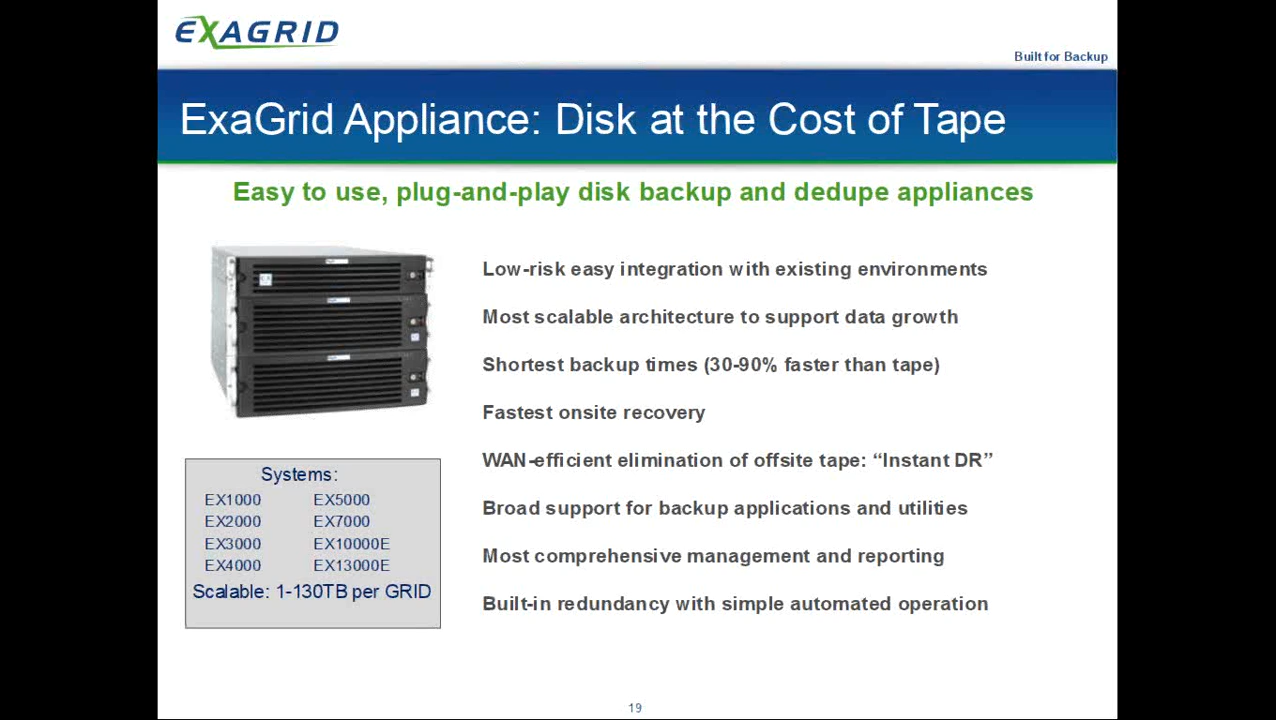 EXAGRID
Built for Backup
ExaGrid Appliance: Disk at the Cost of Tape
Easy to use, plug-and-play disk backup and dedupe appliances
Low-risk easy integration with existing environments
Most scalable architecture to support data growth
Shortest backup times (30-90% faster than tape)
Fastest onsite recovery
WAN-efficient elimination of offsite tape: “Instant DR”
Broad support for backup applications and utilities
Most comprehensive management and reporting
Built-in redundancy with simple automated operation
Systems:
EX1000 EX5000
EX2000 EX7000
EX3000 EX10000E
EX4000 EX13000E
Scalable: 1-130TB per GRID
19